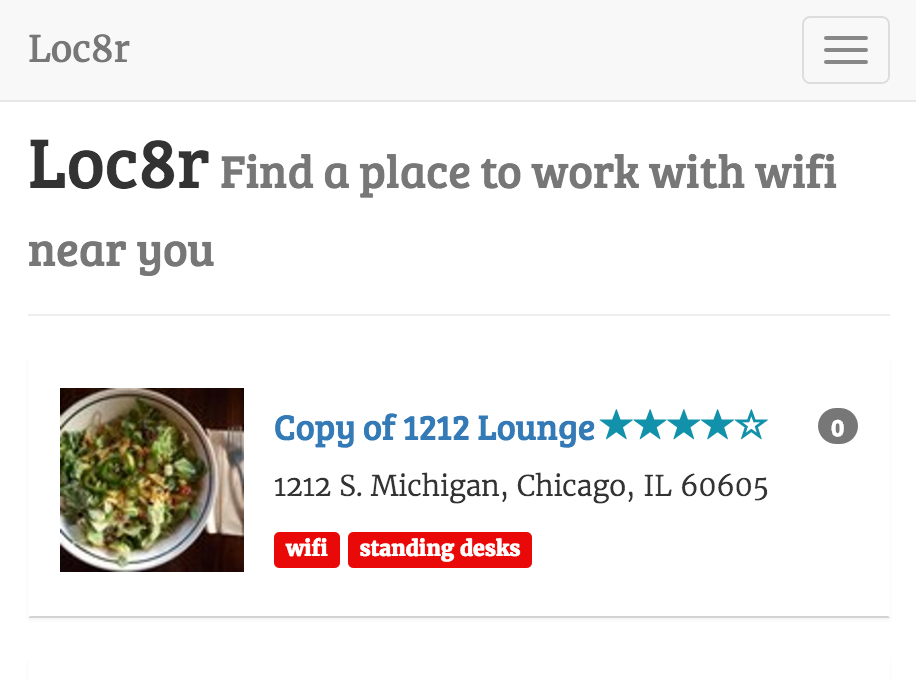 Loc8r
Loc8r Find a place to work with wifi
near you
Copy of 1212 Lounge ★★★★☆ 0
1212 S. Michigan, Chicago, IL 60605
wifi standing desks